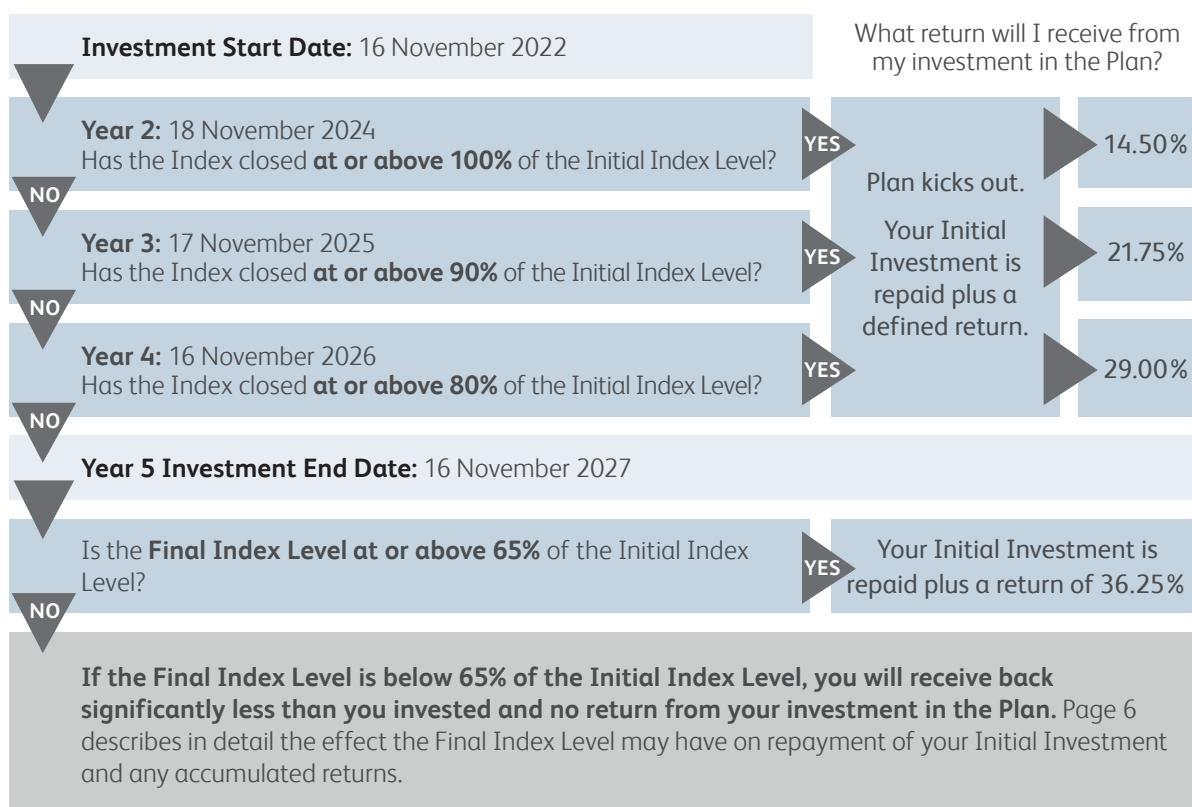 Investment Start Date: 16 November 2022
What return will I receive from
my investment in the Plan?
Year 2: 18 November 2024
Has the Index closed at or above 100% of the Initial Index Level?
YES
14.50%
NO
Plan kicks out.
Your Initial
Investment is
repaid plus a
defined return.
Year 3: 17 November 2025
Has the Index closed at or above 90% of the Initial Index Level?
YES
21.75%
NO
Year 4: 16 November 2026
Has the Index closed at or above 80% of the Initial Index Level?
YES
29.00%
NO
Year 5 Investment End Date: 16 November 2027
Is the Final Index Level at or above 65% of the Initial Index
Level?
YES
Your Initial Investment is
repaid plus a return of 36.25%
NO
If the Final Index Level is below 65% of the Initial Index Level, you will receive back
significantly less than you invested and no return from your investment in the Plan. Page 6
describes in detail the effect the Final Index Level may have on repayment of your Initial Investment
and any accumulated returns.